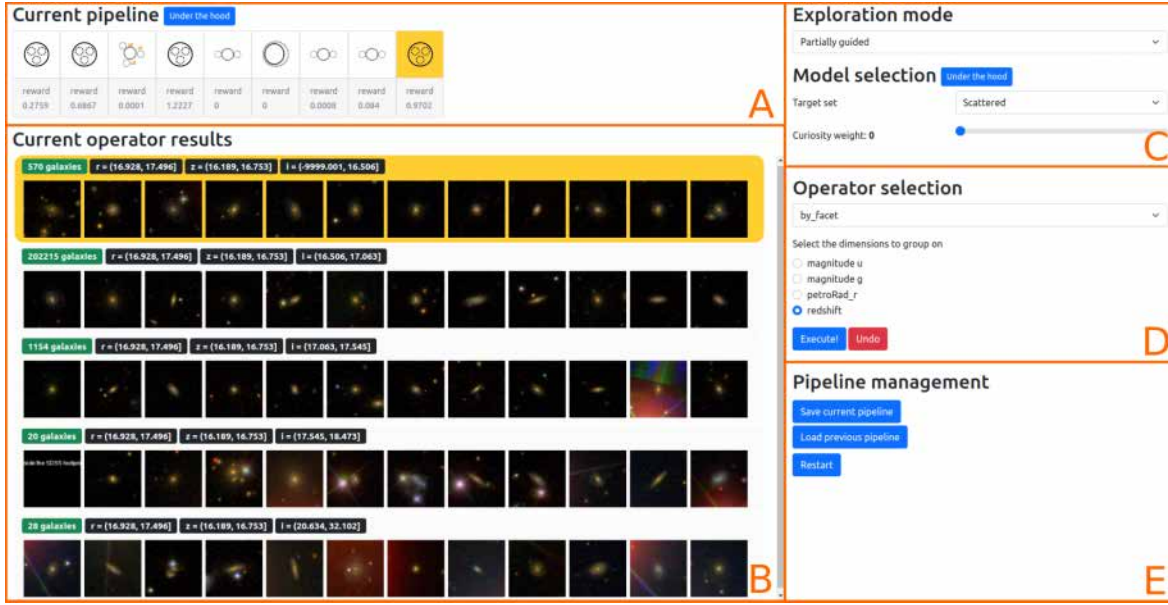 Current pipeline Under the hood
reward reward reward reward reward reward reward reward reward
0.2759 0.6867 0.0001 1.2227 0 0 0.0008 0.084 0.9702
A
Current operator results
570 galaxies r = (16.928, 17.496] z = (16.189, 16.753] i = (-9999.001, 16.506]
202215 galaxies r = (16.928, 17.496] z = (16.189, 16.753] i = (16.506, 17.063]
1154 galaxies r = (16.928, 17.496] z = (16.189, 16.753] i = (17.063, 17.545]
20 galaxies r = (16.928, 17.496] z = (16.189, 16.753] i = (17.545, 18.473]
28 galaxies r = (16.928, 17.496] z = (16.189, 16.753] i = (20.634, 32.102]
B
Exploration mode
Partially guided
Model selection Under the hood
Target set Scattered
Curiosity weight: 0
C
Operator selection
by_facet
Select the dimensions to group on
magnitude u
magnitude g
petroRad_r
redshift
Execute! Undo
D
Pipeline management
Save current pipeline
Load previous pipeline
Restart
E